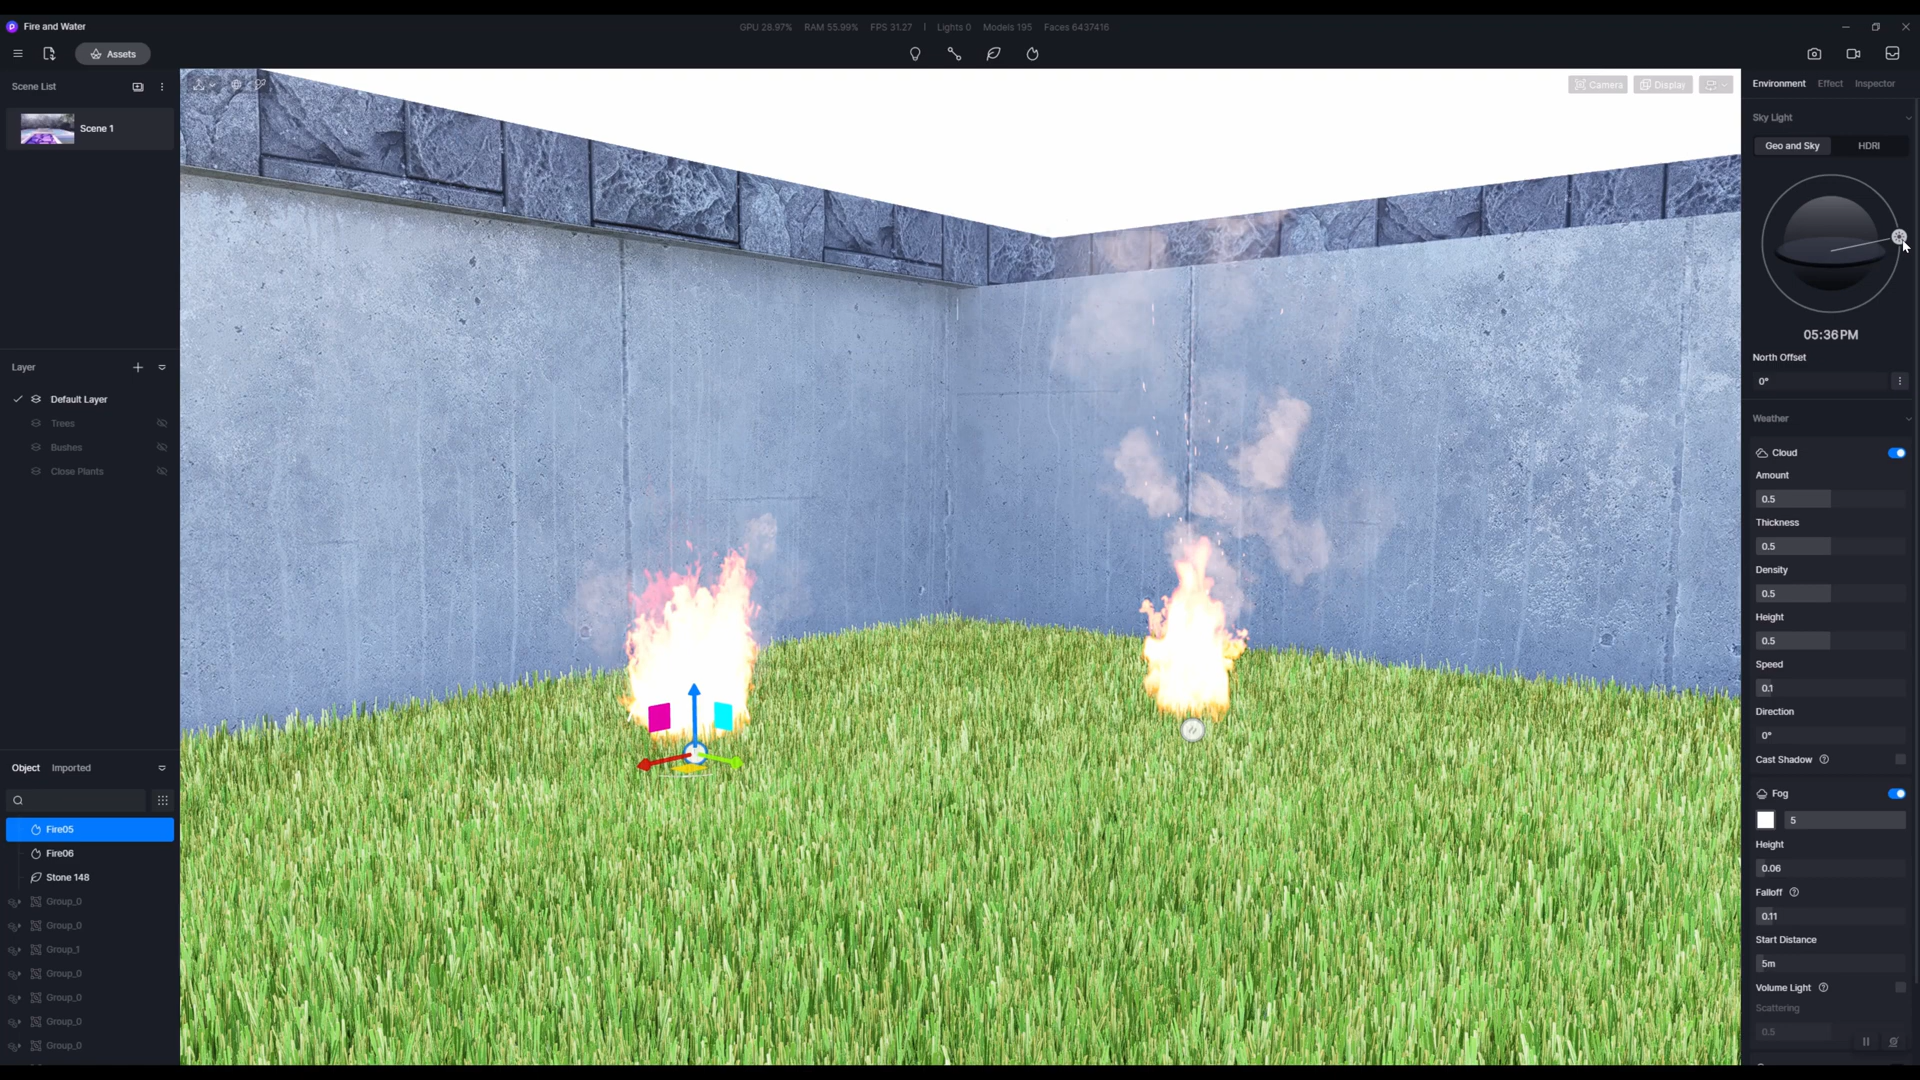 Fire and Water
GPU 28.97% RAM 55.99% FPS 31.27 | Lights 0 Models 195 Faces 6437416
Assets
Scene List
Scene 1
Layer
Default Layer
Trees
Bushes
Close Plants
Object Imported
Fire05
Fire06
Stone 148
Group_0
Group_0
Group_1
Group_0
Group_0
Group_0
Group_0
Camera Display
Environment Effect Inspector
Sky Light
Geo and Sky HDRI
05:36PM
North Offset
0°
Weather
Cloud
Amount
0.5
Thickness
0.5
Density
0.5
Height
0.5
Speed
0.1
Direction
0°
Cast Shadow
Fog
5
Height
0.06
Falloff
0.11
Start Distance
5m
Volume Light
Scattering
0.5